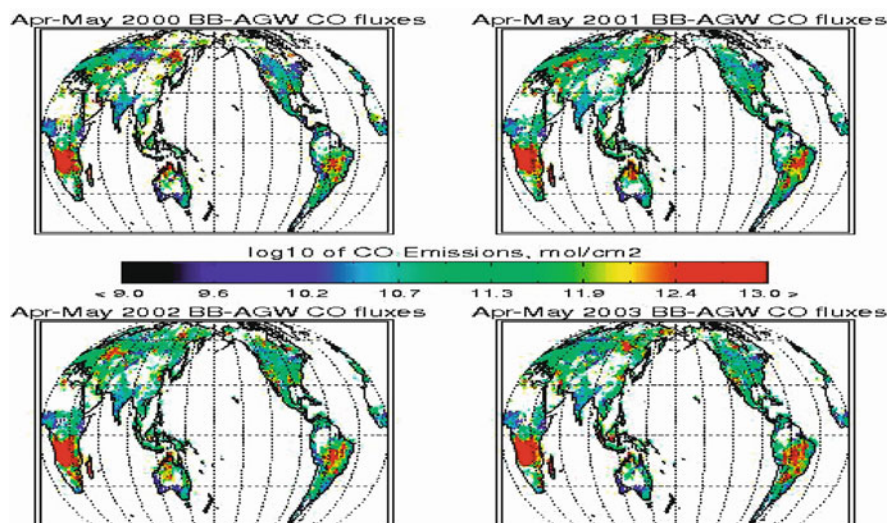 Apr-May 2000 BB-AGW CO fluxes
Apr-May 2001 BB-AGW CO fluxes
log10 of CO Emissions, mol/cm2
< 9.0 9.6 10.2 10.7 11.3 11.9 12.4 13.0 >
Apr-May 2002 BB-AGW CO fluxes
Apr-May 2003 BB-AGW CO fluxes